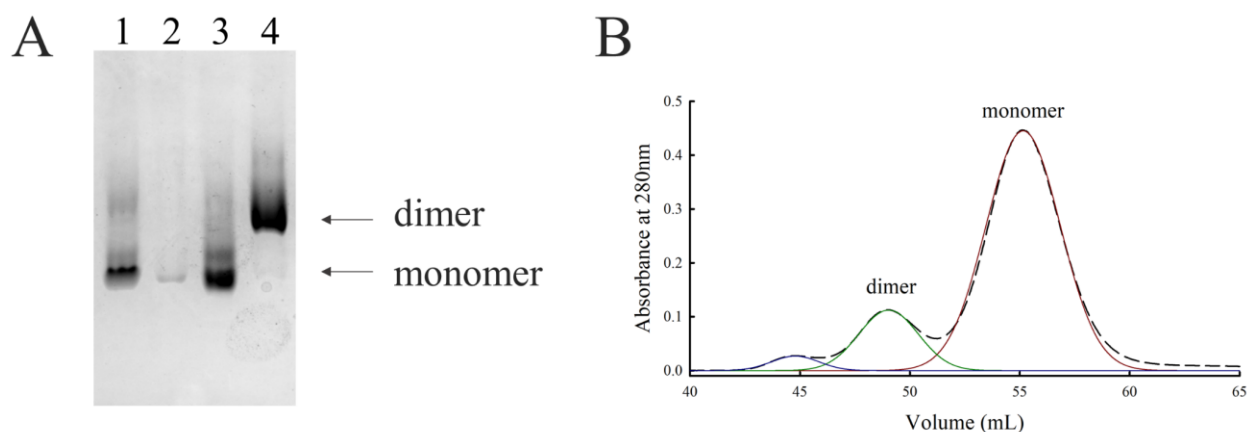 A
1 2 3 4
dimer
monomer
B
monomer
dimer
Absorbance at 280nm
0.5
0.4
0.3
0.2
0.1
0.0
40 45 50 55 60 65
Volume (mL)